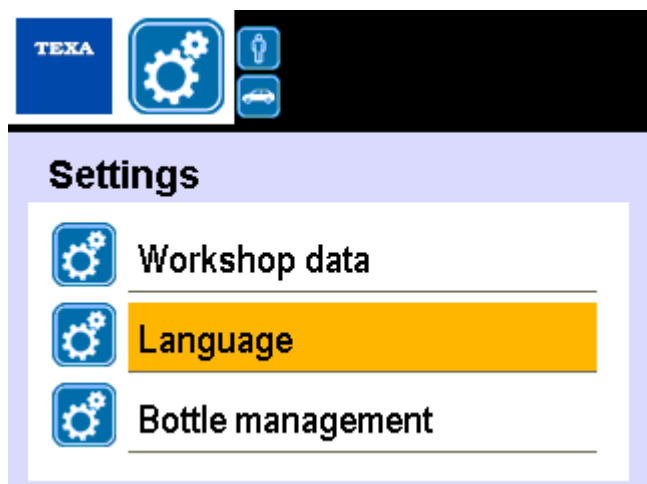 TEXA
Settings
Workshop data
Language
Bottle management